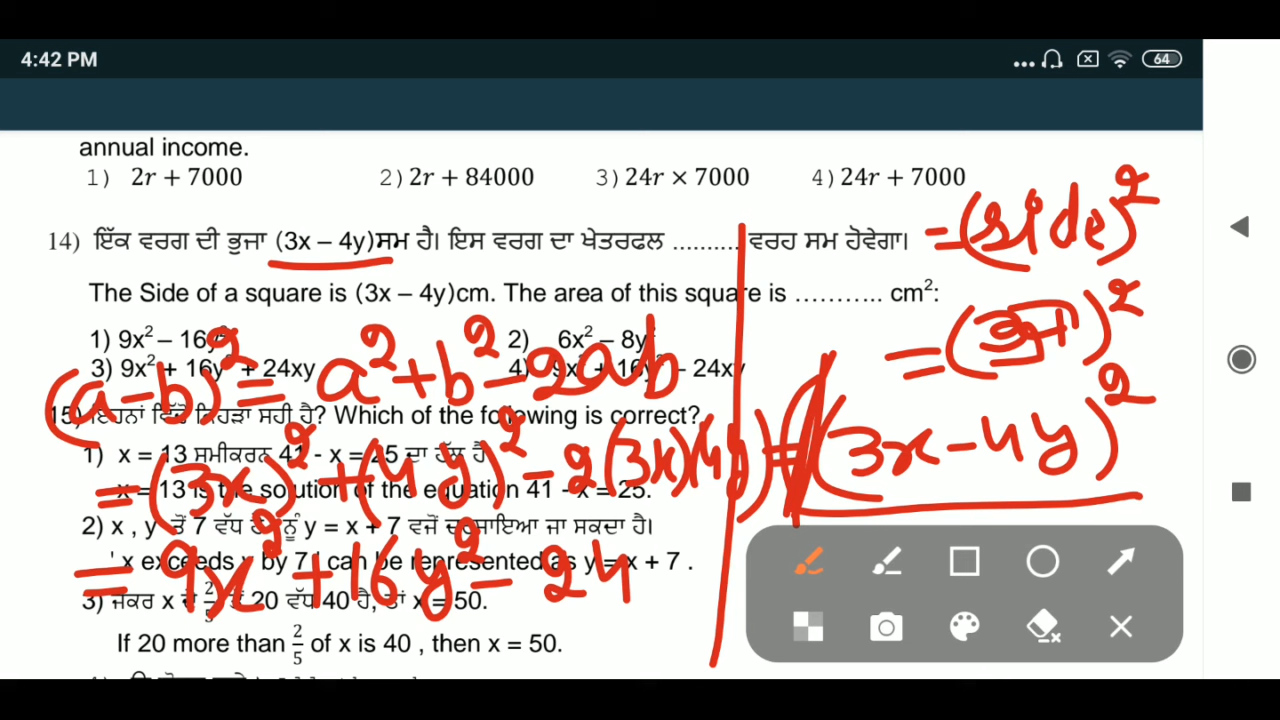 4:42 PM
64
annual income.
1) 2r + 7000 2) 2r + 84000 3) 24r × 7000 4) 24r + 7000
14) ਇੱਕ ਵਰਗ ਦੀ ਭੁਜਾ (3x – 4y)ਸਮ ਹੈ। ਇਸ ਵਰਗ ਦਾ ਖੇਤਰਫਲ .......... ਵਰਹ ਸਮ ਹੋਵੇਗਾ।
= (side)²
The Side of a square is (3x – 4y)cm. The area of this square is ……….. cm²:
1) 9x² – 16y² 2) 6x² – 8y²
3) 9x² + 16y² + 24xy 4) 9x² + 16y² - 24xy
(a-b)² = a² + b² - 2ab
= (3x - 4y)²
15) ਇਹਨਾਂ ਵਿੱਚੋਂ ਕਿਹੜਾ ਸਹੀ ਹੈ? Which of the following is correct?
1) x = 13 ਸਮੀਕਰਨ 41 - x = 25 ਦਾ ਹੱਲ ਹੈ
= (3x)² + (4y)² - 2(3x)(4y)
x = 13 is the solution of the equation 41 - x = 25.
2) x , y ਤੋਂ 7 ਵੱਧ ਹੈ ਨੂੰ y = x + 7 ਵਜੋਂ ਦਰਸਾਇਆ ਜਾ ਸਕਦਾ ਹੈ।
' x exceeds y by 7' can be represented as y = x + 7 .
= 9x² + 16y² - 24
3) ਜੇਕਰ x ਦੇ 2/5 ਤੋਂ 20 ਵੱਧ 40 ਹੈ, ਤਾਂ x = 50.
If 20 more than 2/5 of x is 40 , then x = 50.